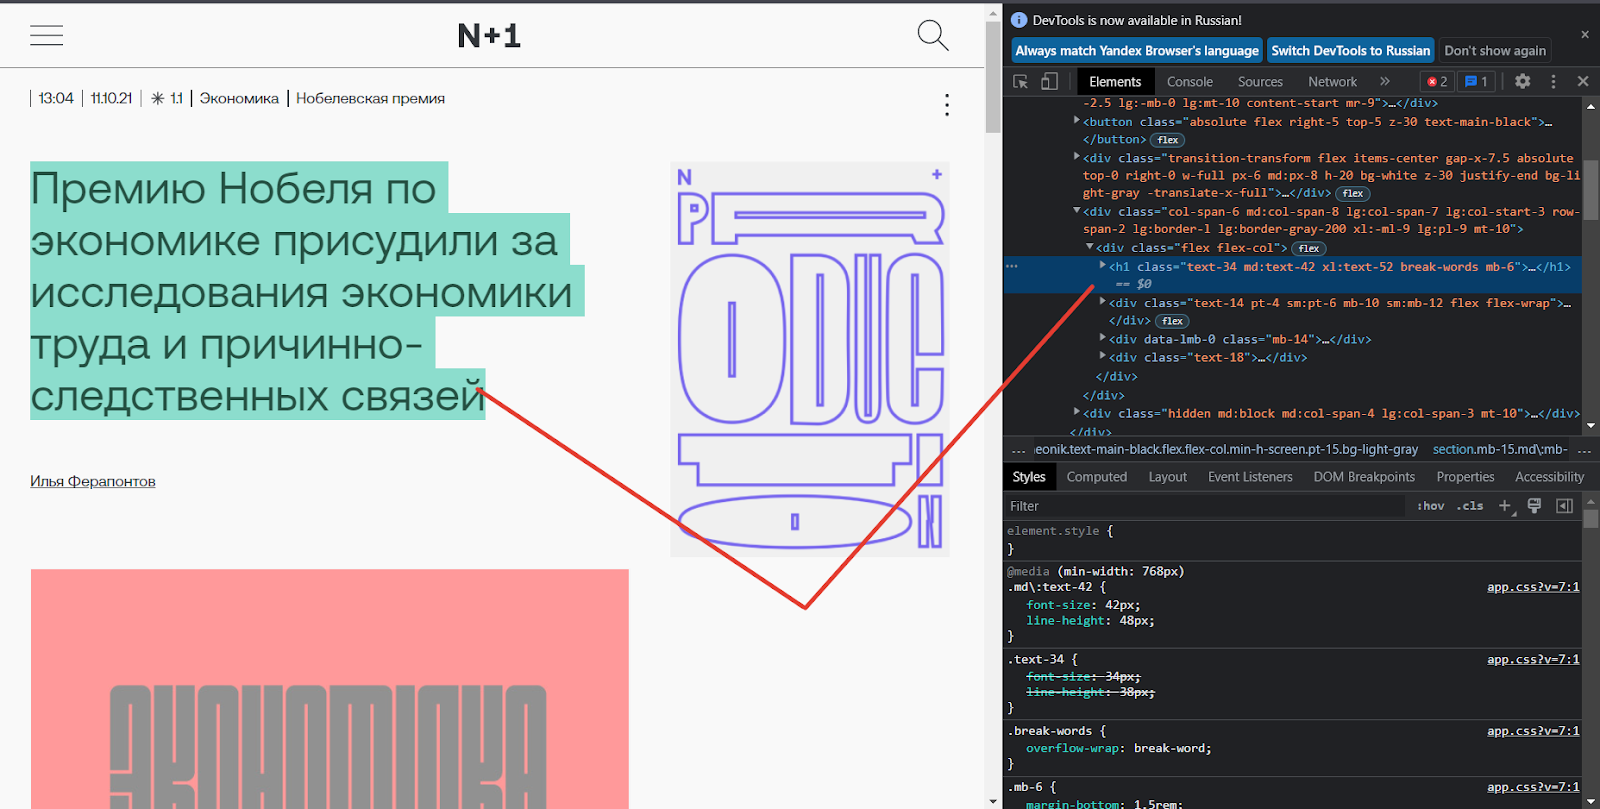 N+1
13:04 11.10.21 1.1 Экономика Нобелевская премия
Премию Нобеля по
экономике присудили за
исследования экономики
труда и причинно-
следственных связей
Илья Ферапонтов
N +
PR
ODIC
ЭКОНОМІКА
DevTools is now available in Russian!
Always match Yandex Browser's language Switch DevTools to Russian Don't show again
Elements Console Sources Network » 2 1
-2.5 lg:-mb-0 lg:mt-10 content-start mr-9">…</div>
<button class="absolute flex right-5 top-5 z-30 text-main-black">…
</button> flex
<div class="transition-transform flex items-center gap-x-7.5 absolute
top-0 right-0 w-full px-6 md:px-8 h-20 bg-white z-30 justify-end bg-li
ght-gray -translate-x-full">…</div> flex
<div class="col-span-6 md:col-span-8 lg:col-span-7 lg:col-start-3 row-
span-2 lg:border-l lg:border-gray-200 xl:-ml-9 lg:pl-9 mt-10">
<div class="flex flex-col"> flex
<h1 class="text-34 md:text-42 xl:text-52 break-words mb-6">…</h1>
== $0
<div class="text-14 pt-4 sm:pt-6 mb-10 sm:mb-12 flex flex-wrap">…
</div> flex
<div data-lmb-0 class="mb-14">…</div>
<div class="text-18">…</div>
</div>
</div>
<div class="hidden md:block md:col-span-4 lg:col-span-3 mt-10">…</div>
</div>
... eonik.text-main-black.flex.flex-col.min-h-screen.pt-15.bg-light-gray section.mb-15.md\:mb- ...
Styles Computed Layout Event Listeners DOM Breakpoints Properties Accessibility
Filter :hov .cls +
element.style {
}
@media (min-width: 768px)
.md\:text-42 { app.css?v=7:1
font-size: 42px;
line-height: 48px;
}
.text-34 { app.css?v=7:1
font-size: 34px;
line-height: 38px;
}
.break-words { app.css?v=7:1
overflow-wrap: break-word;
}
.mb-6 { app.css?v=7:1
margin-bottom: 1.5rem;